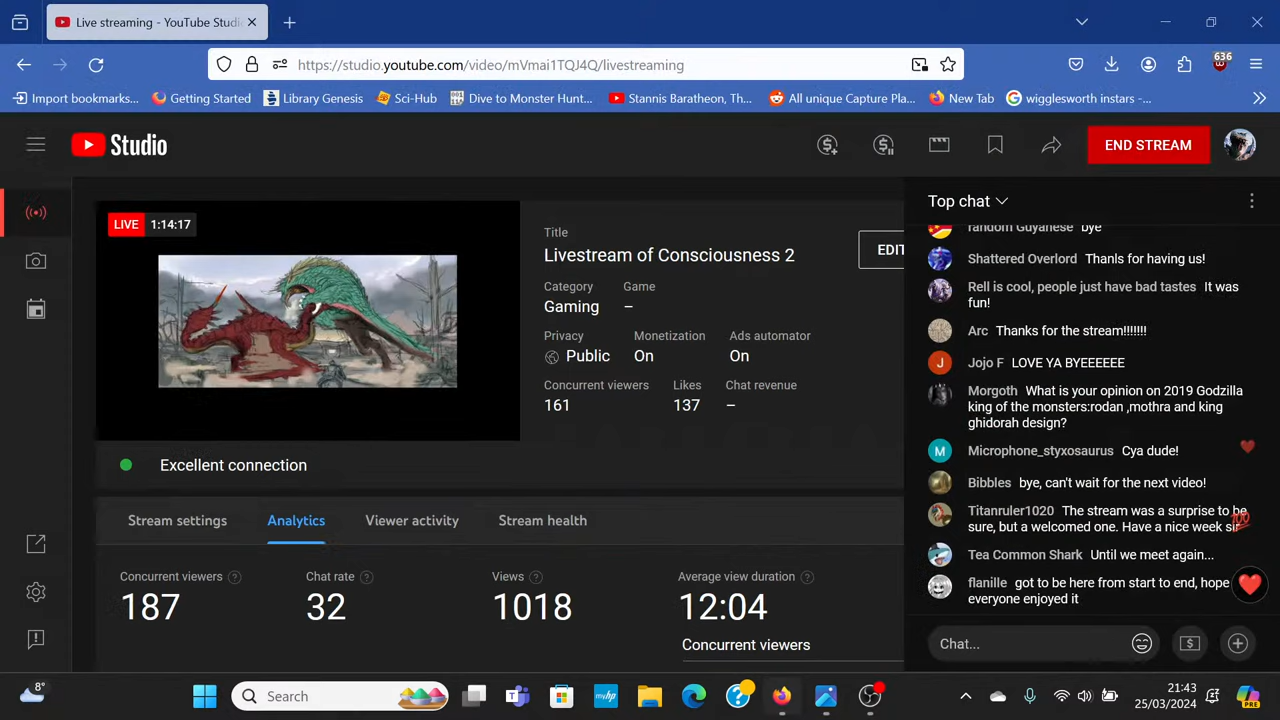 Live streaming - YouTube Studi
636
https://studio.youtube.com/video/mVmai1TQJ4Q/livestreaming
Import bookmarks...
Getting Started
Library Genesis
Sci-Hub
Dive to Monster Hunt...
Stannis Baratheon, Th...
All unique Capture Pla...
New Tab
wigglesworth instars -...
Studio
END STREAM
LIVE 1:14:17
Title
Livestream of Consciousness 2
EDIT
Category
Game
Gaming
–
Privacy
Monetization
Ads automator
Public
On
On
Concurrent viewers
Likes
Chat revenue
161
137
–
Excellent connection
Stream settings
Analytics
Viewer activity
Stream health
Concurrent viewers ?
Chat rate ?
Views ?
Average view duration ?
187
32
1018
12:04
Concurrent viewers
Top chat
random Guyanese bye
Shattered Overlord Thanls for having us!
Rell is cool, people just have bad tastes It was
fun!
Arc Thanks for the stream!!!!!!!
J
Jojo F LOVE YA BYEEEEEE
Morgoth What is your opinion on 2019 Godzilla
king of the monsters:rodan ,mothra and king
ghidorah design?
M
Microphone_styxosaurus Cya dude!
Bibbles bye, can't wait for the next video!
Titanruler1020 The stream was a surprise to be
sure, but a welcomed one. Have a nice week sir
100
Tea Common Shark Until we meet again...
flanille got to be here from start to end, hope
everyone enjoyed it
Chat...
8°
Search
myhp
21:43
25/03/2024
PRE